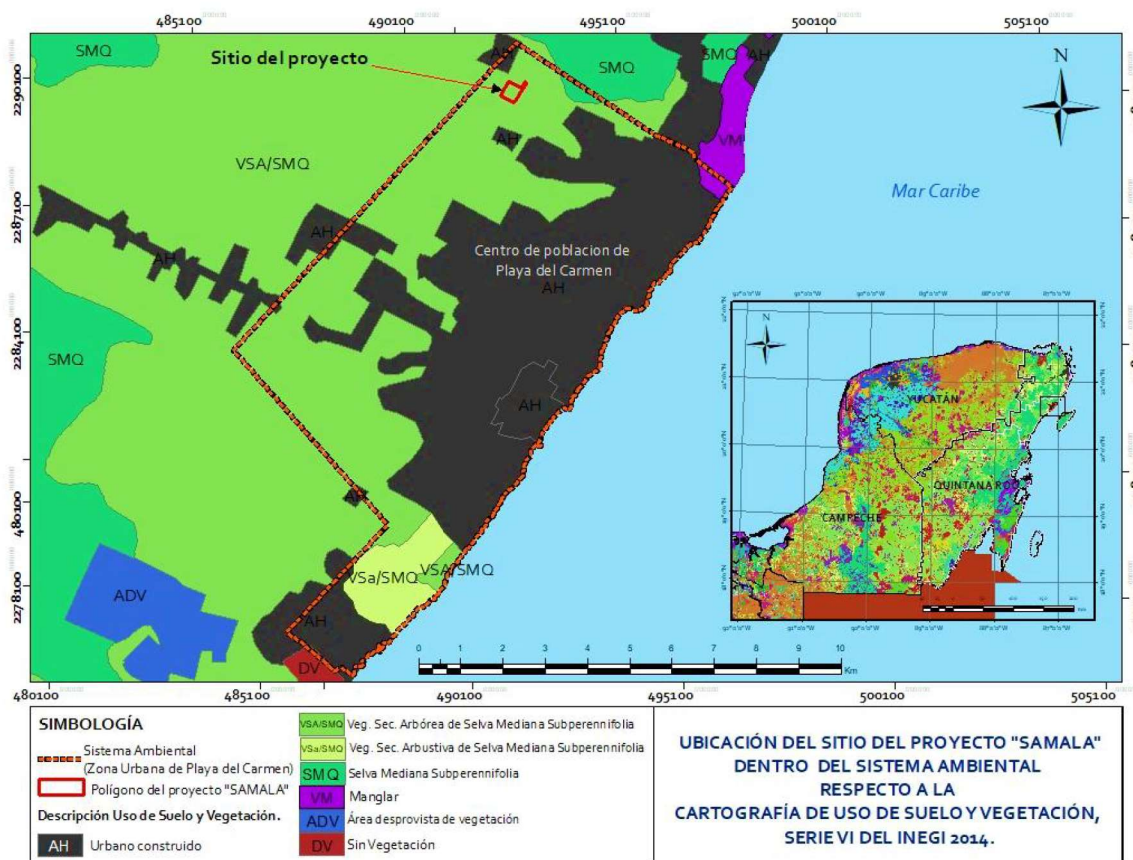 485100 490100 495100 500100 505100
SMQ
AH
SMQ
SMQ
AH
Sitio del proyecto
N
2290100
AH
VM
VSA/SMQ
Mar Caribe
2287100
AH
AH
Centro de poblacion de
Playa del Carmen
AH
2284100
SMQ
AH
N
YUCATÁN
QUINTANA ROO
CAMPECHE
AH
VSa/SMQ
VSA/SMQ
ADV
2278100
AH
DV
0 1 2 3 4 5 6 7 8 9 10
Km
480100 485100 490100 495100 500100 505100
SIMBOLOGÍA
Sistema Ambiental
(Zona Urbana de Playa del Carmen)
Polígono del proyecto "SAMALA"
Descripción Uso de Suelo y Vegetación.
AH Urbano construido
VSA/SMQ Veg. Sec. Arbórea de Selva Mediana Subperennifolia
VSa/SMQ Veg. Sec. Arbustiva de Selva Mediana Subperennifolia
SMQ Selva Mediana Subperennifolia
VM Manglar
ADV Área desprovista de vegetación
DV Sin Vegetación
UBICACIÓN DEL SITIO DEL PROYECTO "SAMALA"
DENTRO DEL SISTEMA AMBIENTAL
RESPECTO A LA
CARTOGRAFÍA DE USO DE SUELO Y VEGETACIÓN,
SERIE VI DEL INEGI 2014.